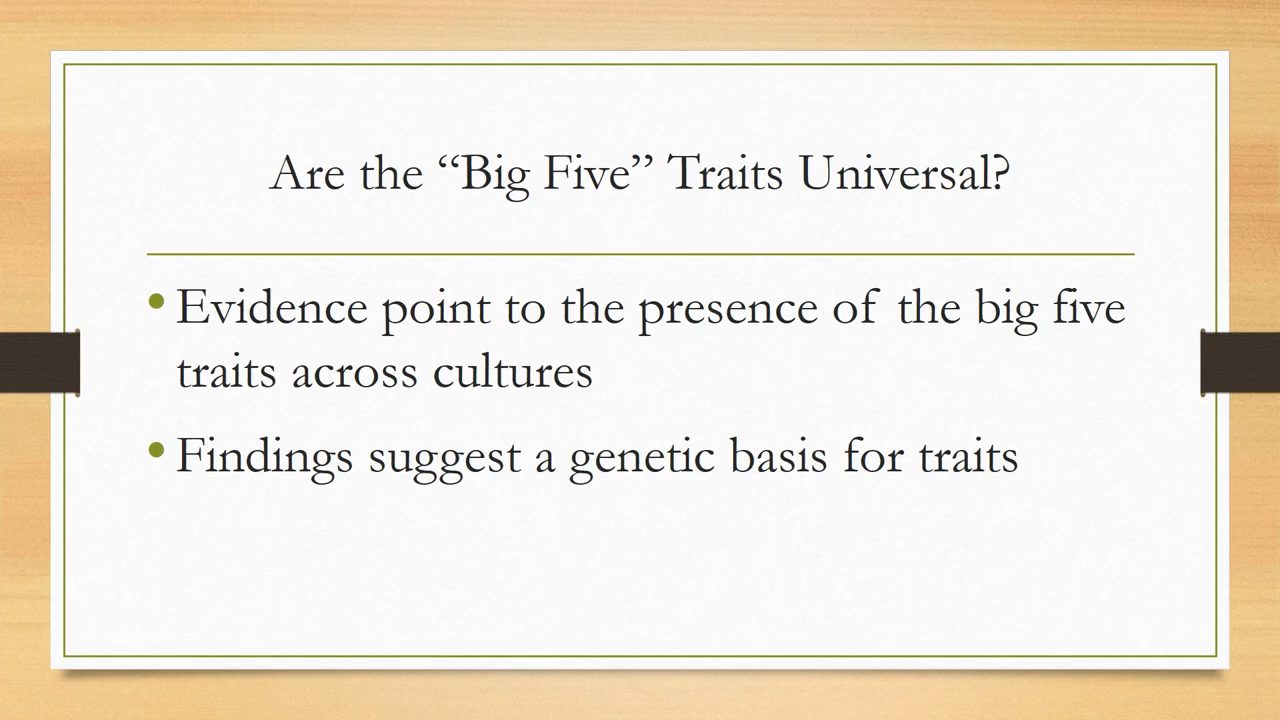 Are the “Big Five” Traits Universal?
• Evidence point to the presence of the big five
traits across cultures
• Findings suggest a genetic basis for traits